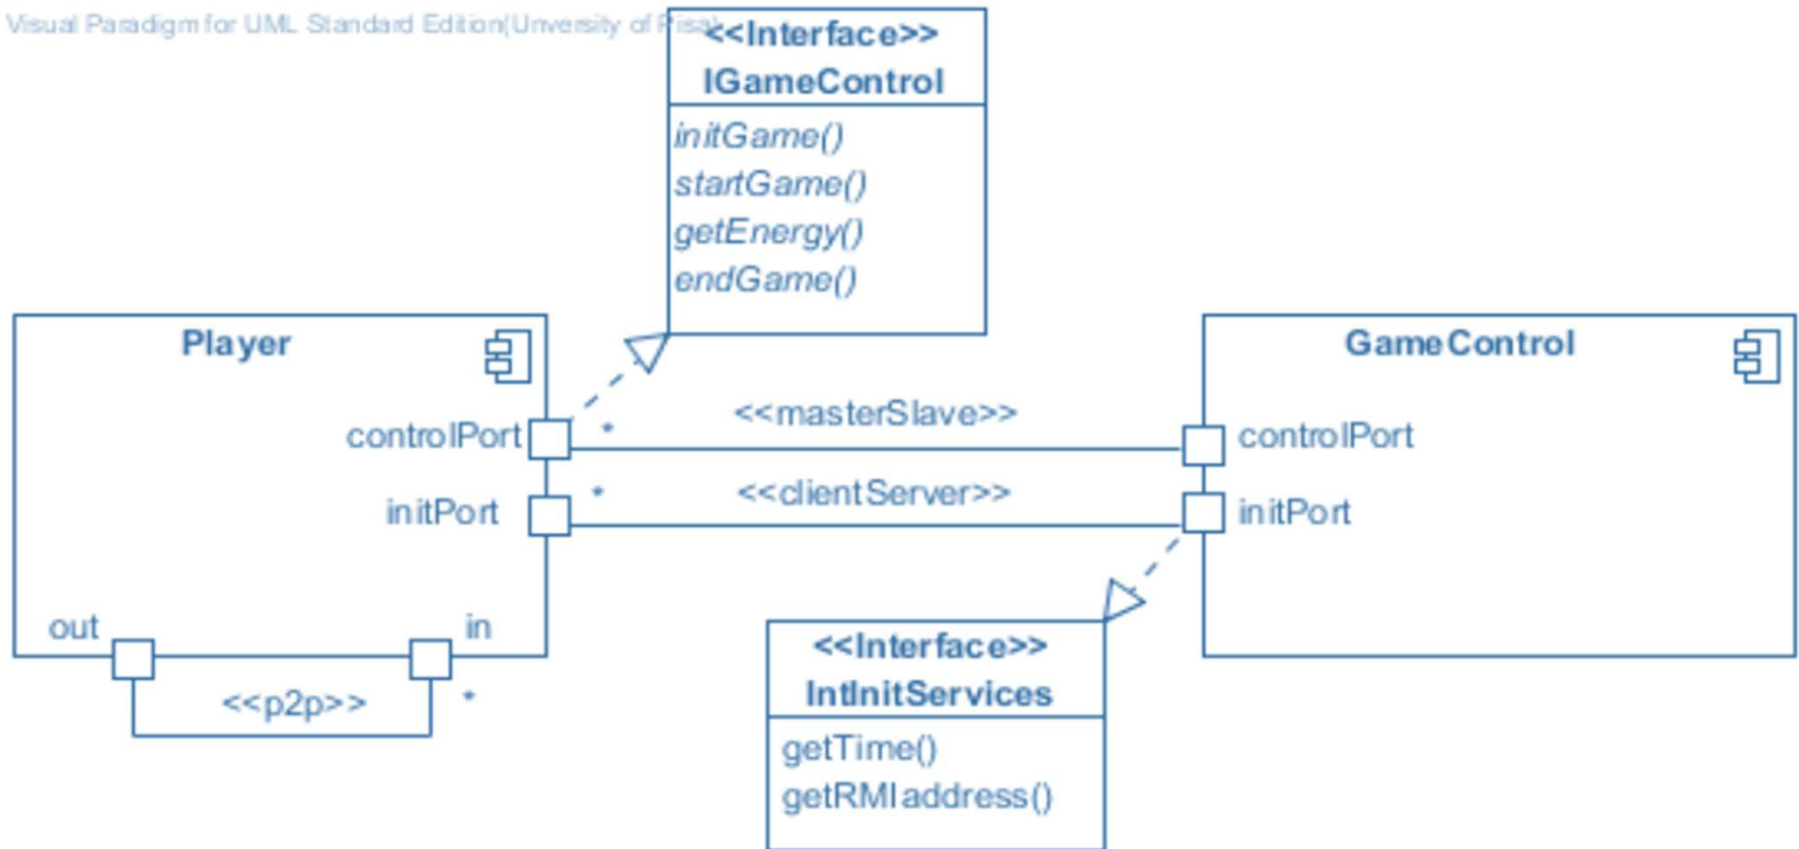 Visual Paradigm for UML Standard Edition(Unversity of Pisa)
<<Interface>>
IGameControl
initGame()
startGame()
getEnergy()
endGame()
Player
GameControl
<<masterSlave>>
controlPort
*
controlPort
<<clientServer>>
initPort
*
initPort
out
in
<<p2p>>
*
<<Interface>>
IntInitServices
getTime()
getRMIaddress()